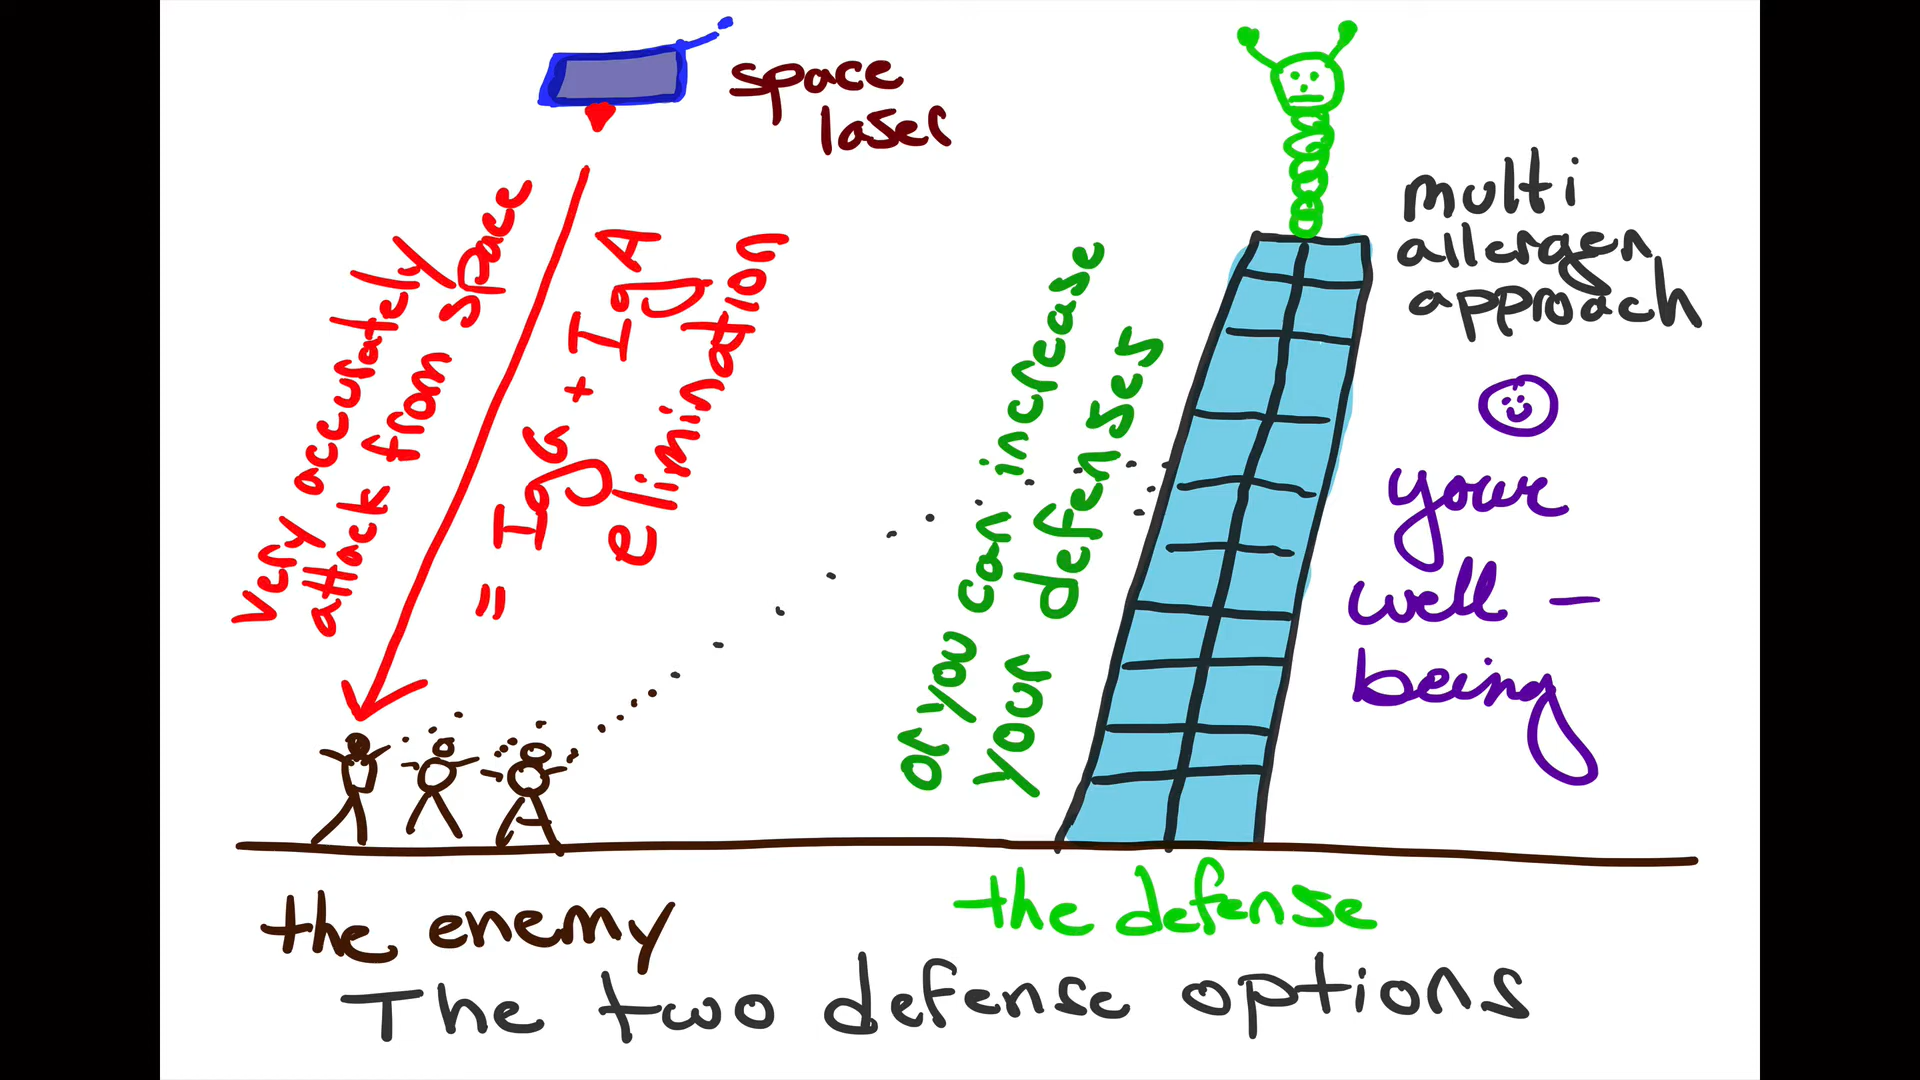 space
laser
Very accurately
attack from space
= IgG + IgA
elimination
or you can increase
your defenses
multi
allergen
approach
your
well-
being
the enemy
the defense
The two defense options